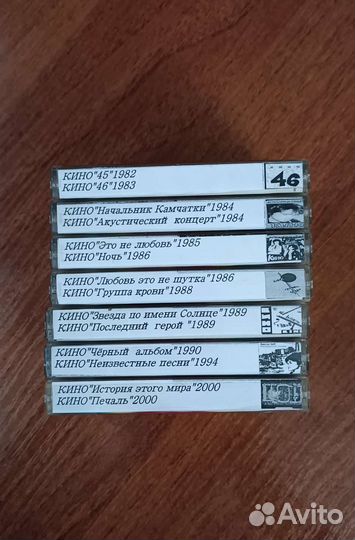 КИНО"45"1982
КИНО"46"1983
46
КИНО"Начальник Камчатки"1984
КИНО"Акустический концерт"1984
КИНО"Это не любовь"1985
КИНО"Ночь"1986
КИНО
КИНО"Любовь это не шутка"1986
КИНО"Группа крови"1988
КИНО"Звезда по имени Солнце"1989
КИНО"Последний герой "1989
КИНО"Чёрный альбом"1990
КИНО"Неизвестные песни"1994
КИНО"История этого мира"2000
КИНО"Печаль"2000
Avito